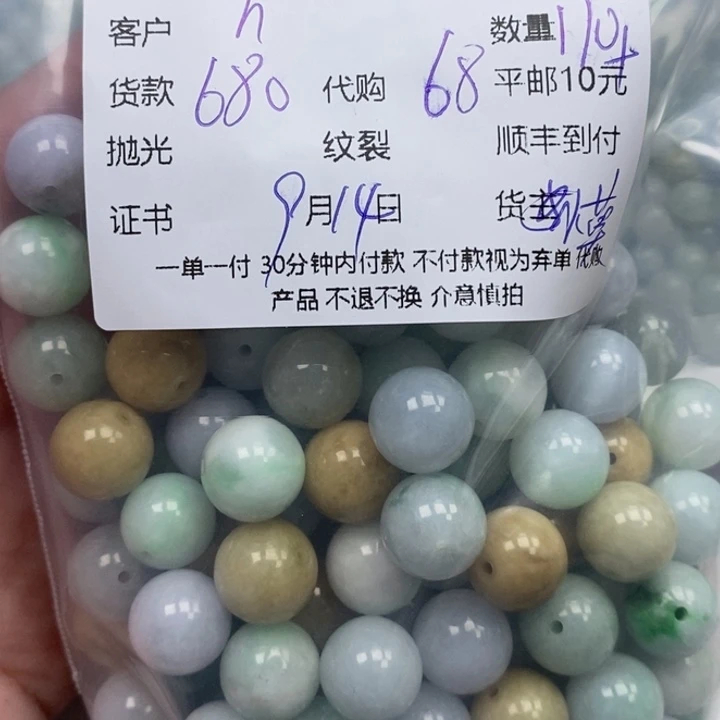 客户 n 数量 110±
货款 680 代购 68 平邮10元
抛光 纹裂 顺丰到付
证书 9月14日 货主
一单一付 30分钟内付款 不付款视为弃单
产品 不退不换 介意慎拍